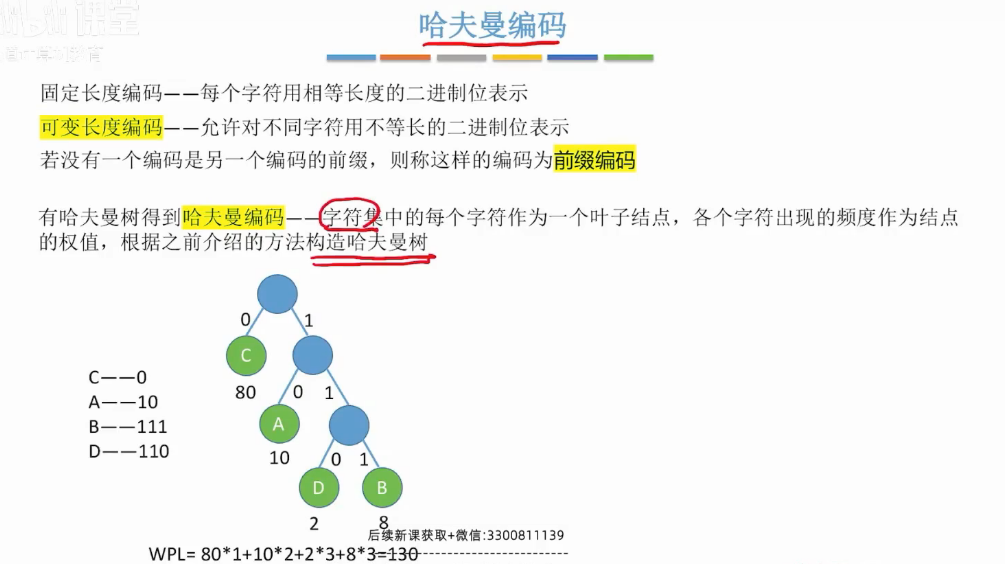 哈夫曼编码
固定长度编码——每个字符用相等长度的二进制位表示
可变长度编码——允许对不同字符用不等长的二进制位表示
若没有一个编码是另一个编码的前缀，则称这样的编码为前缀编码
有哈夫曼树得到哈夫曼编码——字符集中的每个字符作为一个叶子结点，各个字符出现的频度作为结点
的权值，根据之前介绍的方法构造哈夫曼树
0 1
C
C——0
80 0 1
A——10
A
B——111
D——110
10 0 1
D B
2 8
后续新课获取+微信:3300811139
WPL= 80*1+10*2+2*3+8*3=130